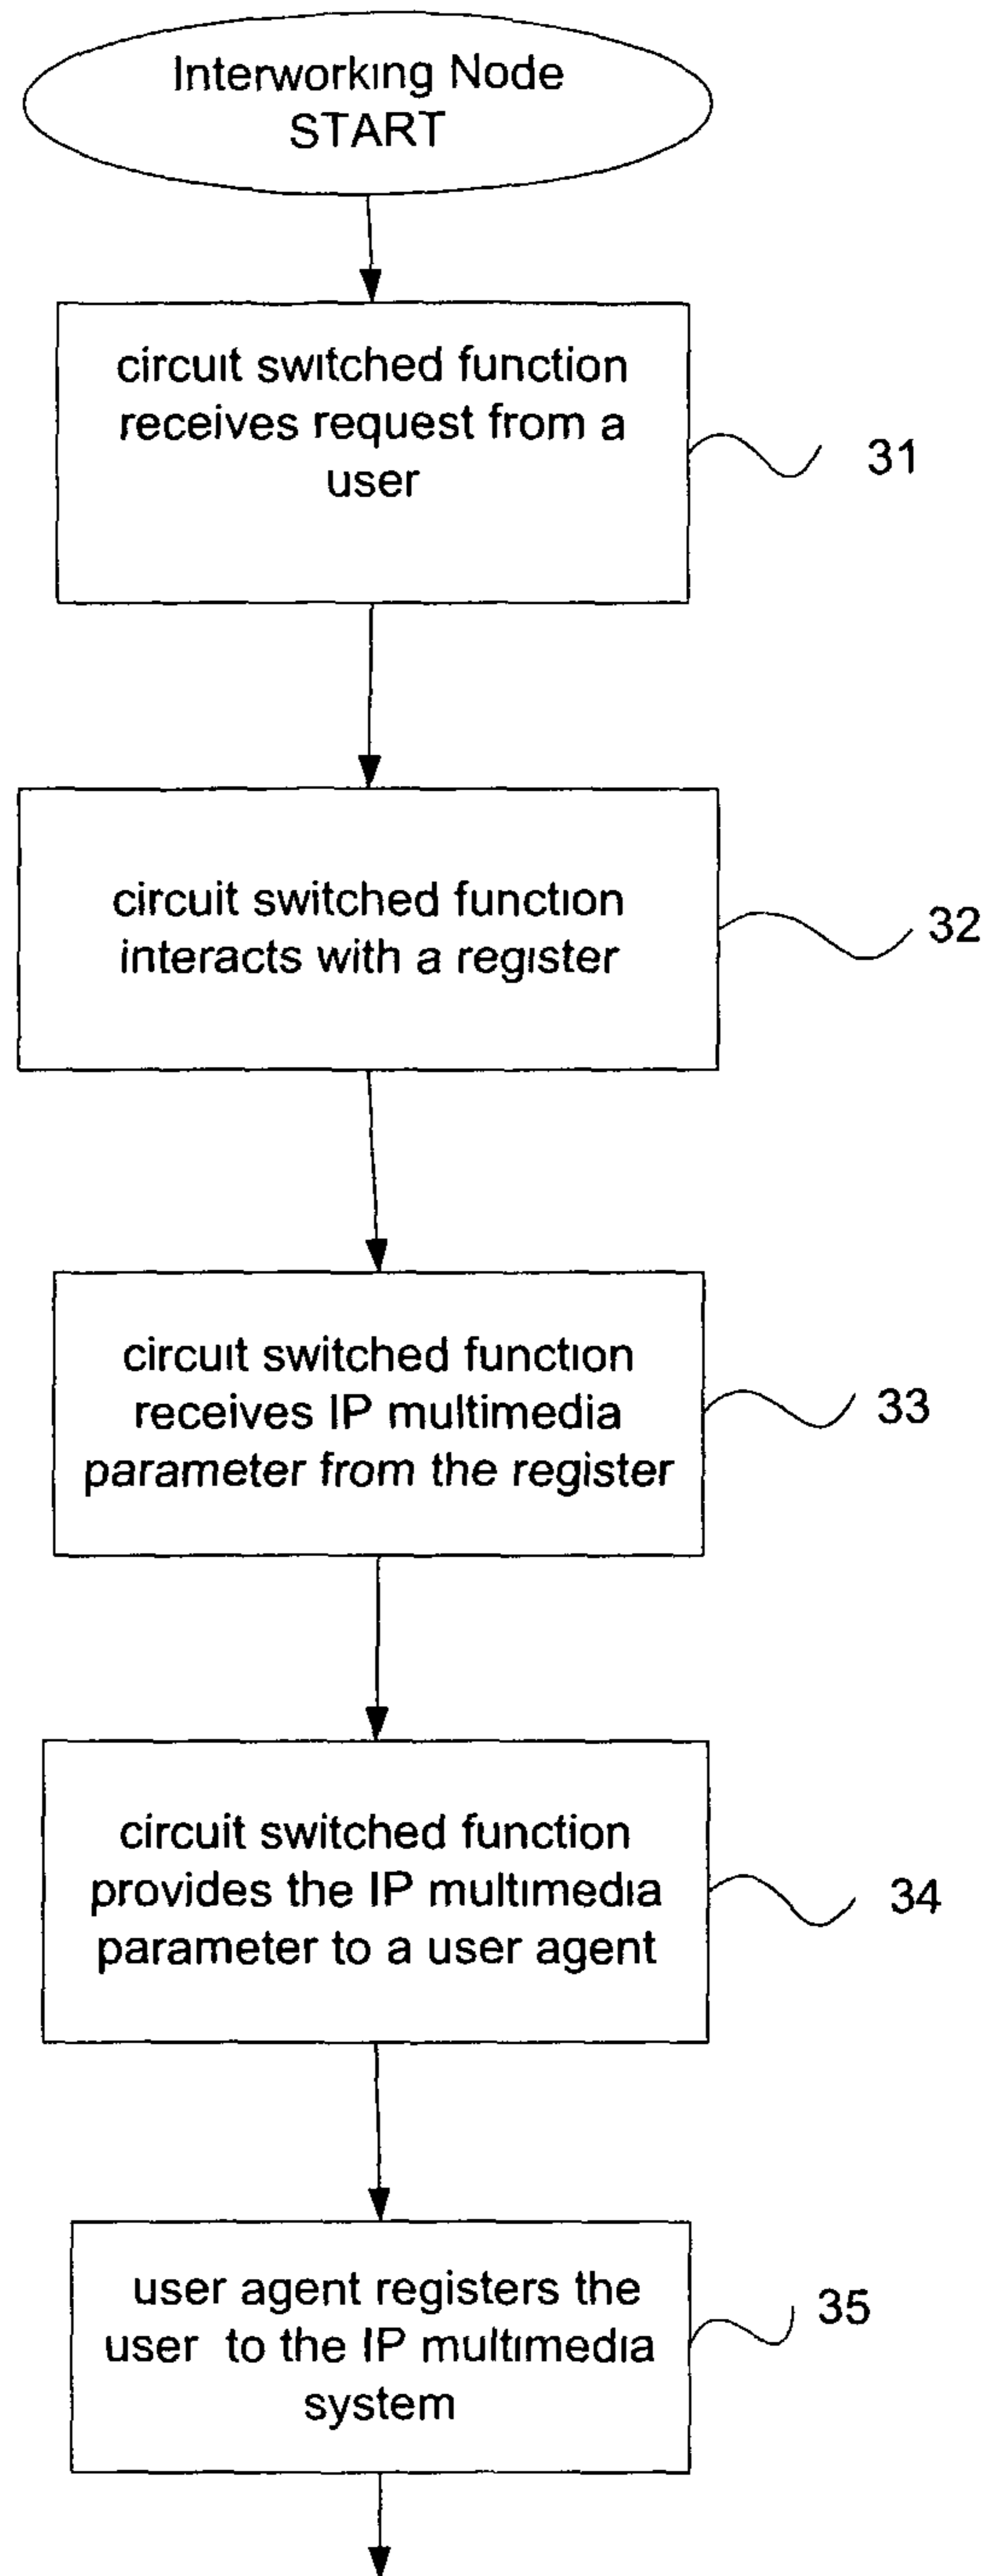 Interworking Node
START
circuit switched function
receives request from a
user
31
circuit switched function
interacts with a register
32
circuit switched function
receives IP multimedia
parameter from the register
33
circuit switched function
provides the IP multimedia
parameter to a user agent
34
user agent registers the
user to the IP multimedia
system
35